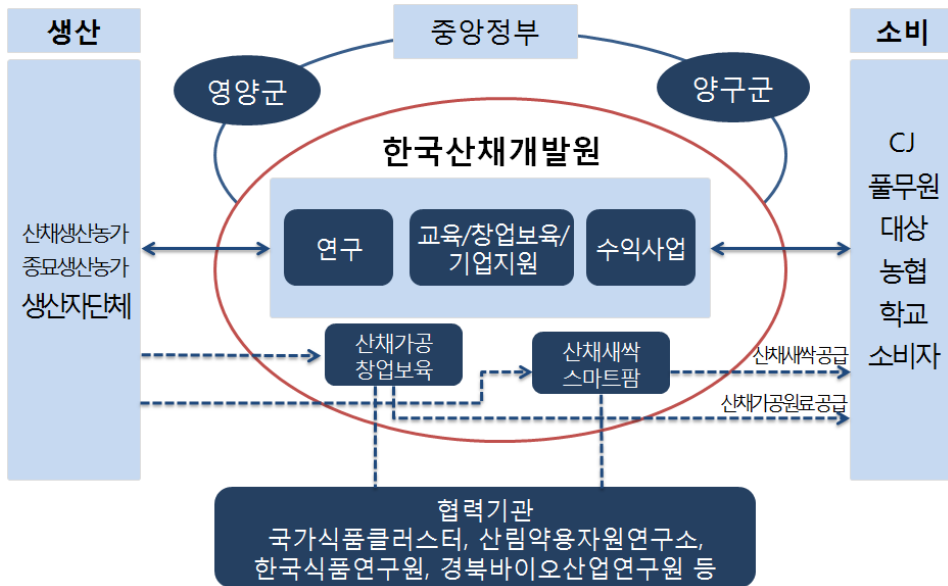 생산
중앙정부
소비
영양군
양구군
한국산채개발원
산채생산농가
종묘생산농가
생산자단체
연구
교육/창업보육/
기업지원
수익사업
CJ
풀무원
대상
농협
학교
소비자
산채가공
창업보육
산채새싹
스마트팜
산채새싹공급
산채가공원료공급
협력기관
국가식품클러스터, 산림약용자원연구소,
한국식품연구원, 경북바이오산업연구원 등